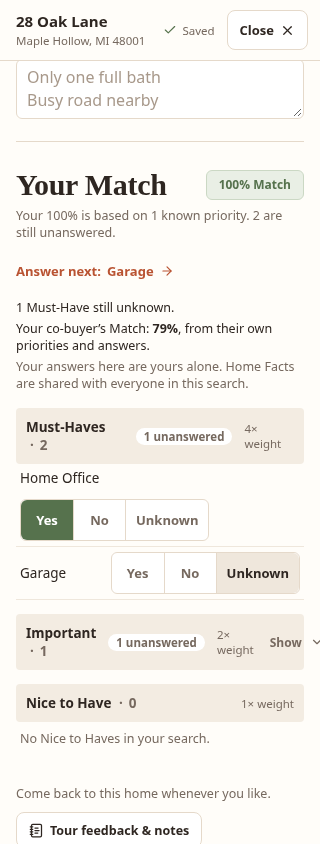 28 Oak Lane
Maple Hollow, MI 48001
Saved
Close
Only one full bath
Busy road nearby
Your Match
100% Match
Your 100% is based on 1 known priority. 2 are
still unanswered.
Answer next: Garage
1 Must-Have still unknown.
Your co-buyer's Match: 79%, from their own
priorities and answers.
Your answers here are yours alone. Home Facts
are shared with everyone in this search.
Must-Haves
· 2
1 unanswered
4×
weight
Home Office
Yes No Unknown
Garage Yes No Unknown
Important
· 1
1 unanswered
2×
weight
Show
Nice to Have · 0 1× weight
No Nice to Haves in your search.
Come back to this home whenever you like.
Tour feedback & notes